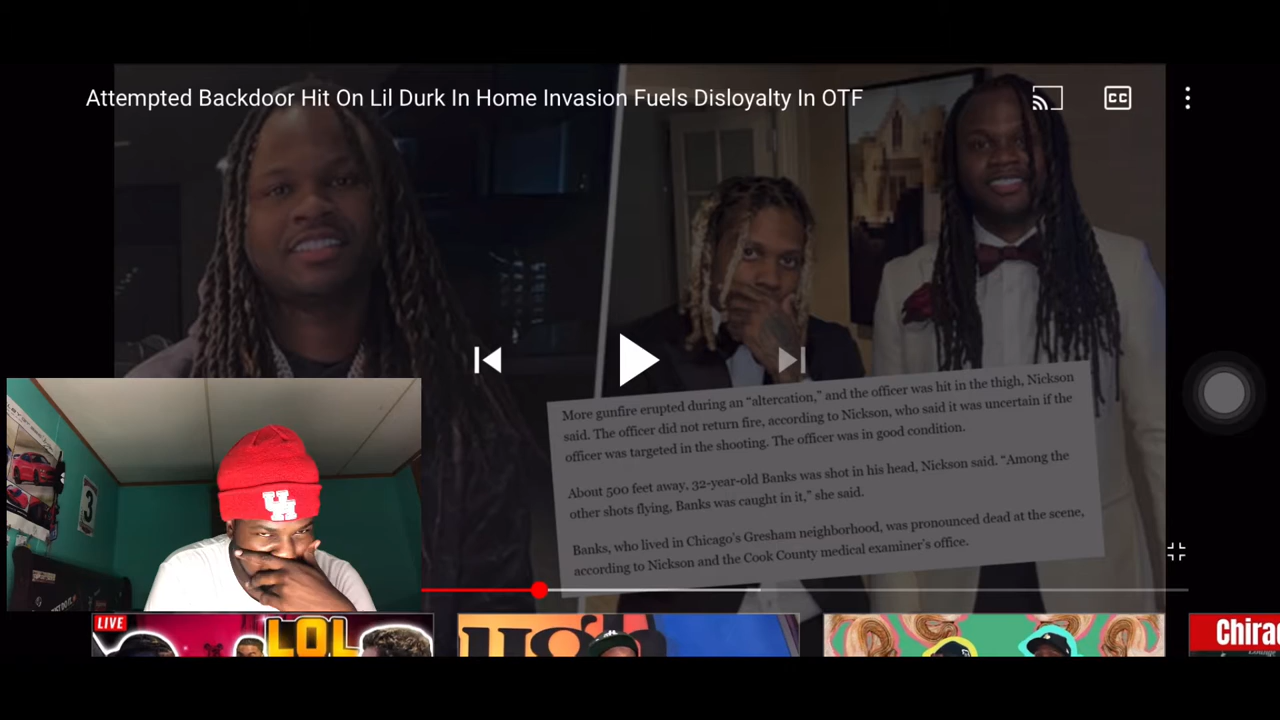 Attempted Backdoor Hit On Lil Durk In Home Invasion Fuels Disloyalty In OTF
CC
More gunfire erupted during an “altercation,” and the officer was hit in the thigh, Nickson
said. The officer did not return fire, according to Nickson, who said it was uncertain if the
officer was targeted in the shooting. The officer was in good condition.
About 500 feet away, 32-year-old Banks was shot in his head, Nickson said. “Among the
other shots flying, Banks was caught in it,” she said.
Banks, who lived in Chicago’s Gresham neighborhood, was pronounced dead at the scene,
according to Nickson and the Cook County medical examiner’s office.
3
UH
LIVE
LOL
Lounge